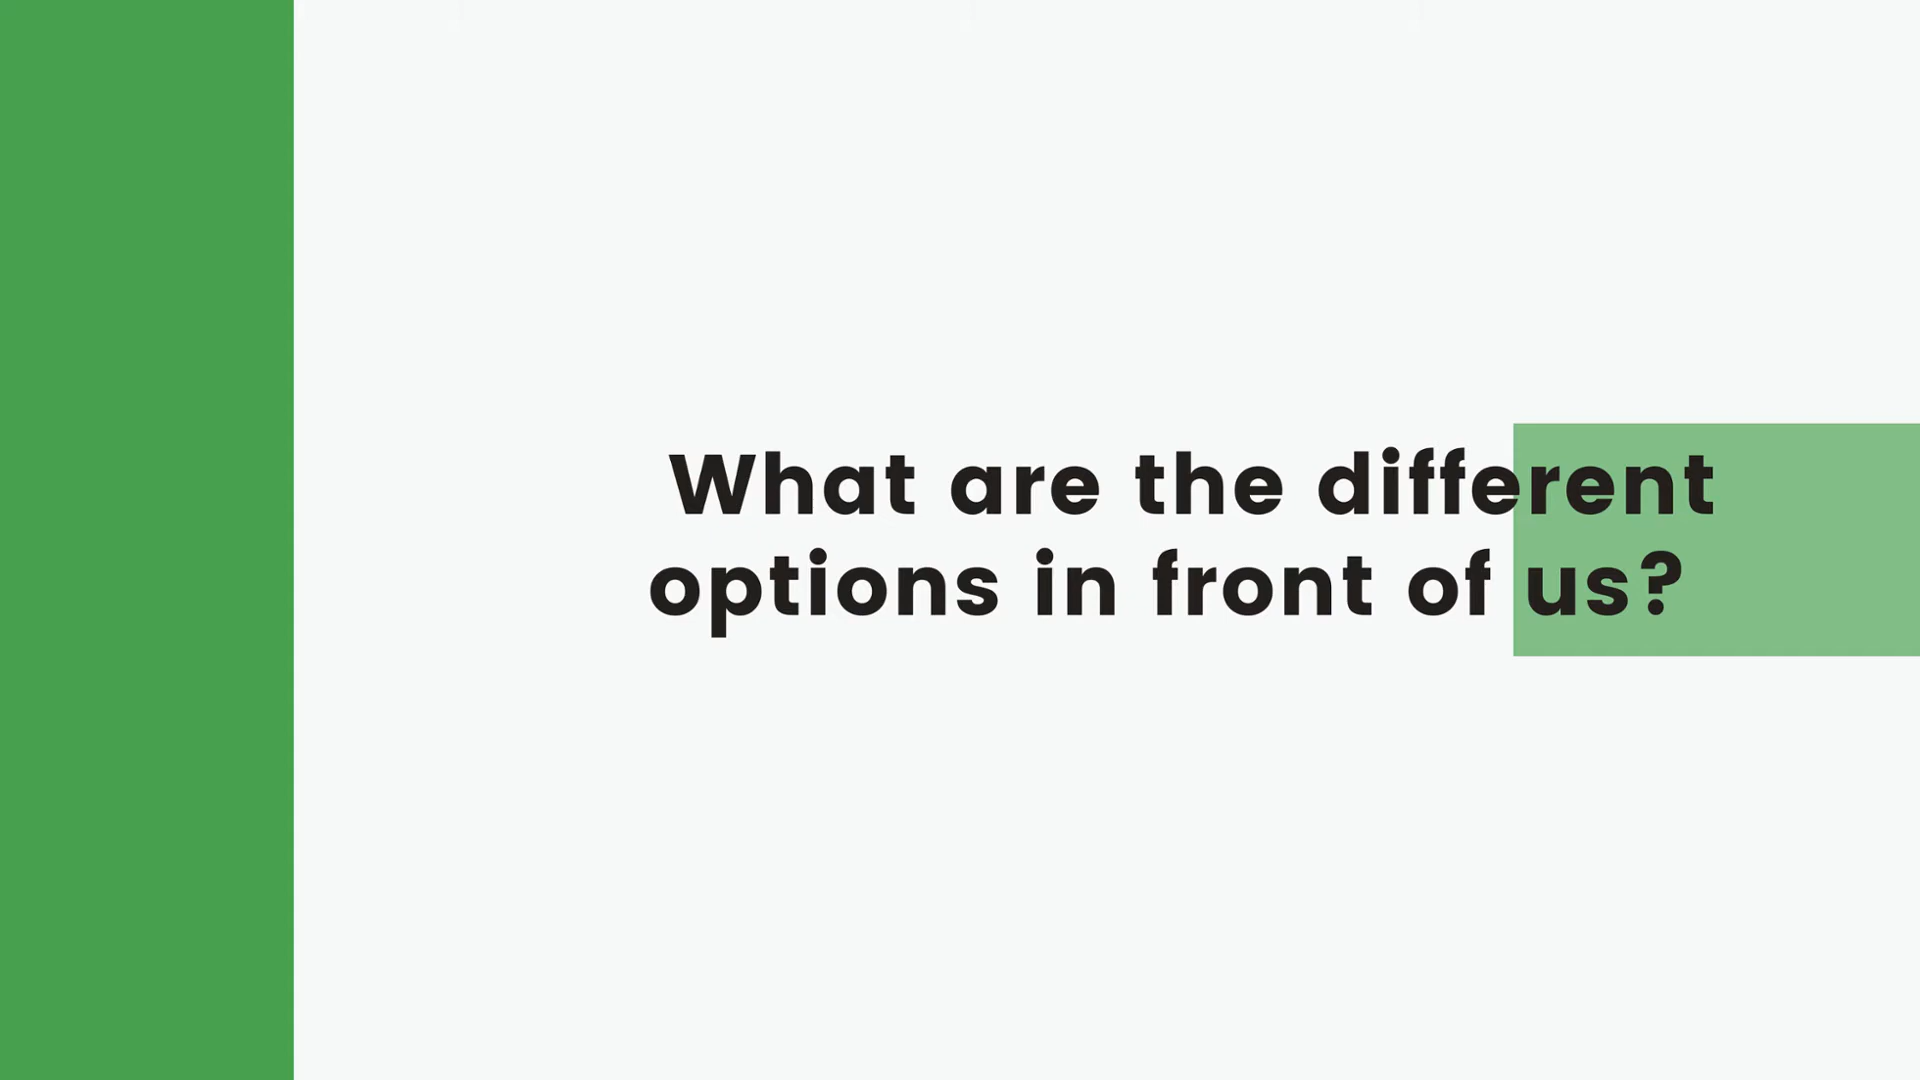 What are the different
options in front of us?